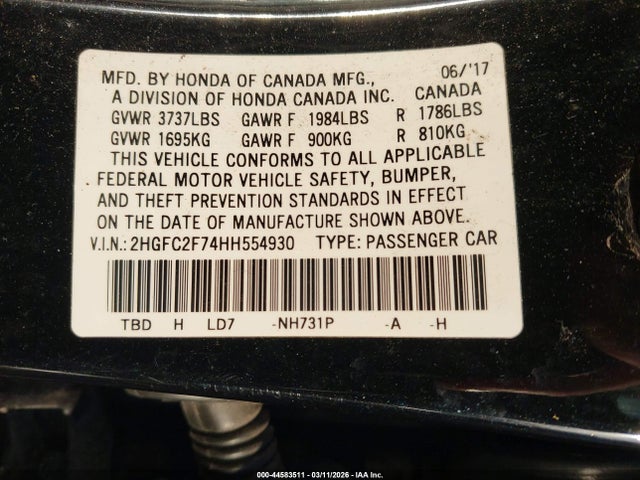 06/'17
MFD. BY HONDA OF CANADA MFG.,
A DIVISION OF HONDA CANADA INC. CANADA
GVWR 3737LBS GAWR F 1984LBS R 1786LBS
GVWR 1695KG GAWR F 900KG R 810KG
THIS VEHICLE CONFORMS TO ALL APPLICABLE
FEDERAL MOTOR VEHICLE SAFETY, BUMPER,
AND THEFT PREVENTION STANDARDS IN EFFECT
ON THE DATE OF MANUFACTURE SHOWN ABOVE.
V.I.N.: 2HGFC2F74HH554930 TYPE: PASSENGER CAR
TBD H LD7 -NH731P -A -H
000-44583511 - 03/11/2026 - IAA Inc.